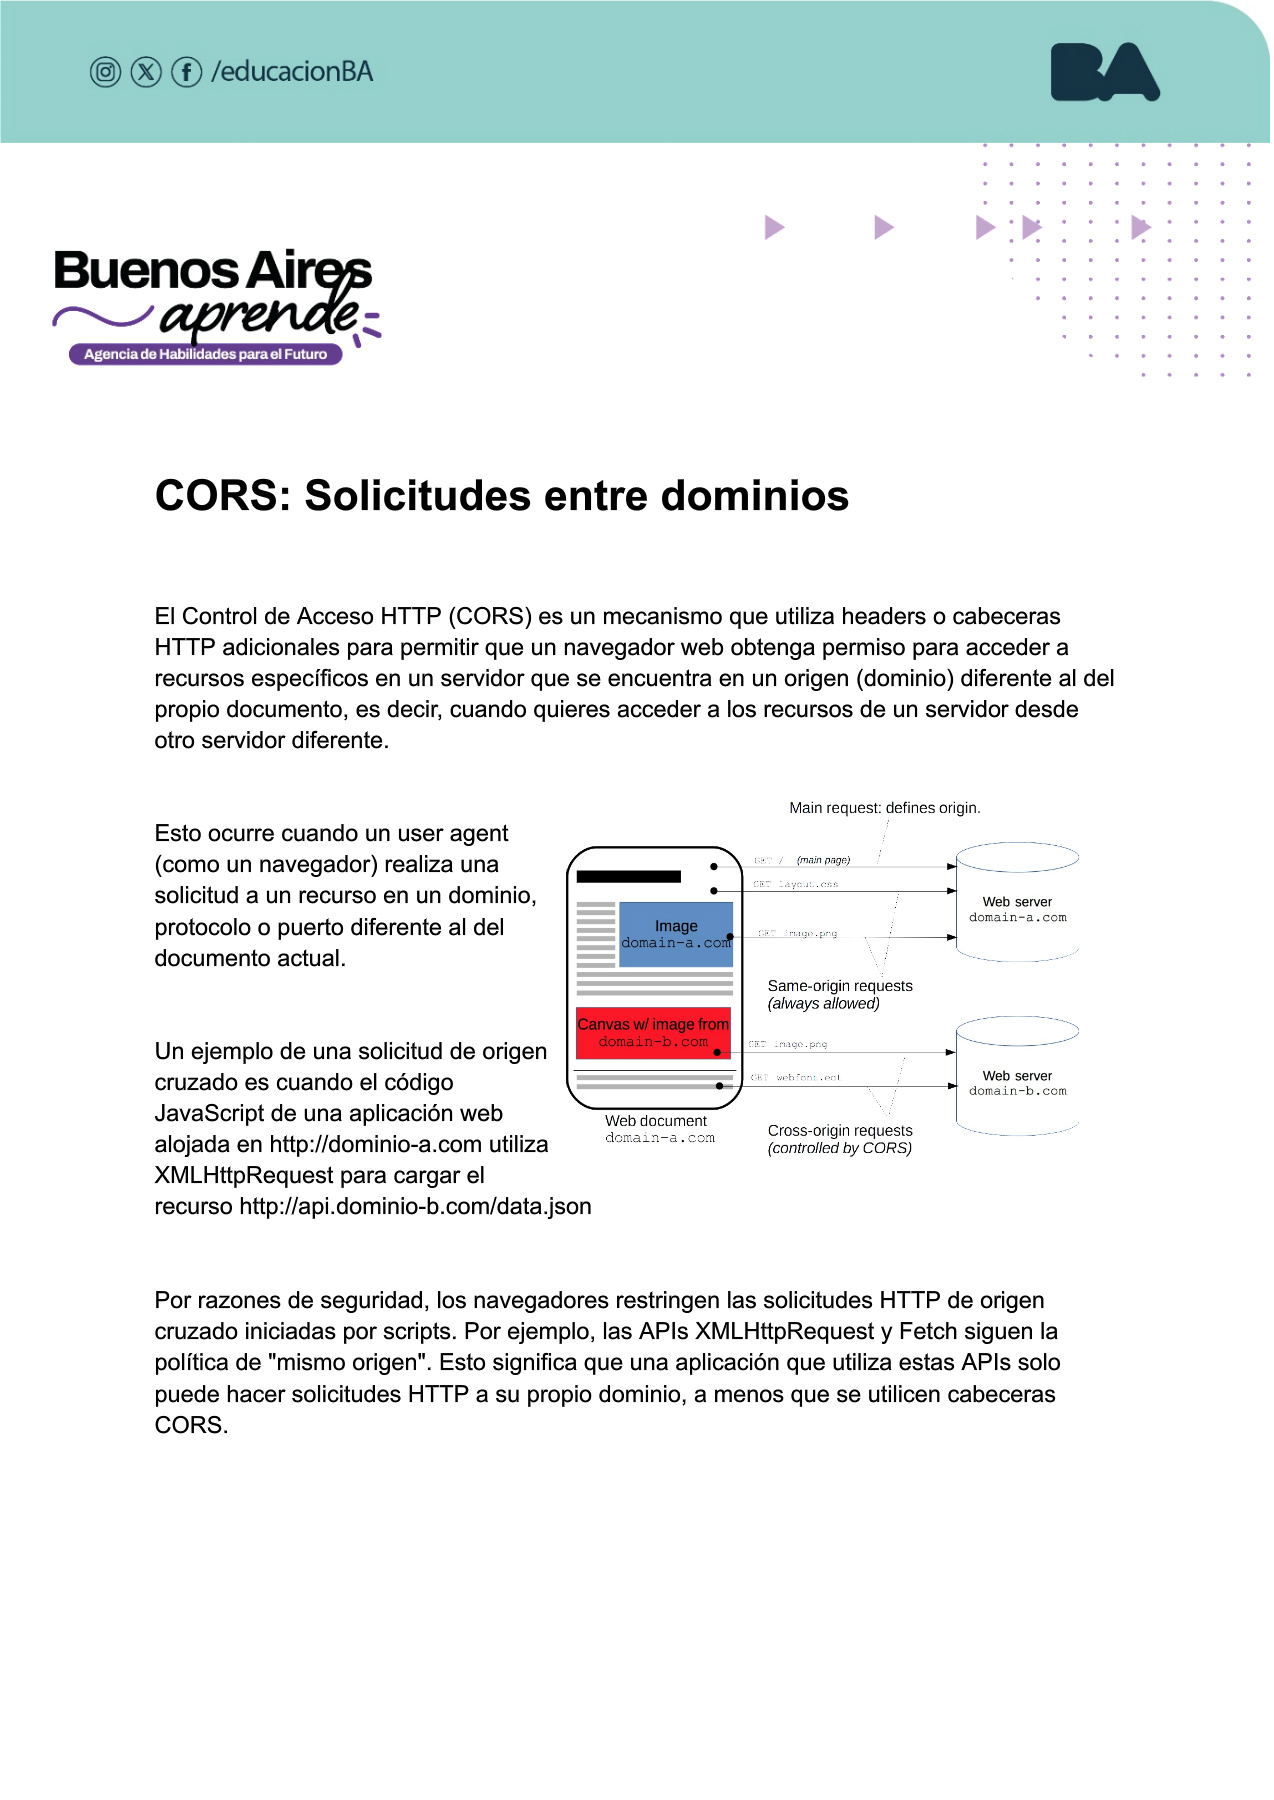 /educacionBA
BA
Buenos Aires
aprende
Agencia de Habilidades para el Futuro
CORS: Solicitudes entre dominios
El Control de Acceso HTTP (CORS) es un mecanismo que utiliza headers o cabeceras
HTTP adicionales para permitir que un navegador web obtenga permiso para acceder a
recursos específicos en un servidor que se encuentra en un origen (dominio) diferente al del
propio documento, es decir, cuando quieres acceder a los recursos de un servidor desde
otro servidor diferente.
Esto ocurre cuando un user agent
(como un navegador) realiza una
solicitud a un recurso en un dominio,
protocolo o puerto diferente al del
documento actual.
Un ejemplo de una solicitud de origen
cruzado es cuando el código
JavaScript de una aplicación web
alojada en http://dominio-a.com utiliza
XMLHttpRequest para cargar el
recurso http://api.dominio-b.com/data.json
Main request: defines origin.
GET / (main page)
GET layout.css
Image
domain-a.com
GET image.png
Web server
domain-a.com
Same-origin requests
(always allowed)
Canvas w/ image from
domain-b.com
GET image.png
GET webfont.eot
Web server
domain-b.com
Web document
domain-a.com
Cross-origin requests
(controlled by CORS)
Por razones de seguridad, los navegadores restringen las solicitudes HTTP de origen
cruzado iniciadas por scripts. Por ejemplo, las APIs XMLHttpRequest y Fetch siguen la
política de "mismo origen". Esto significa que una aplicación que utiliza estas APIs solo
puede hacer solicitudes HTTP a su propio dominio, a menos que se utilicen cabeceras
CORS.